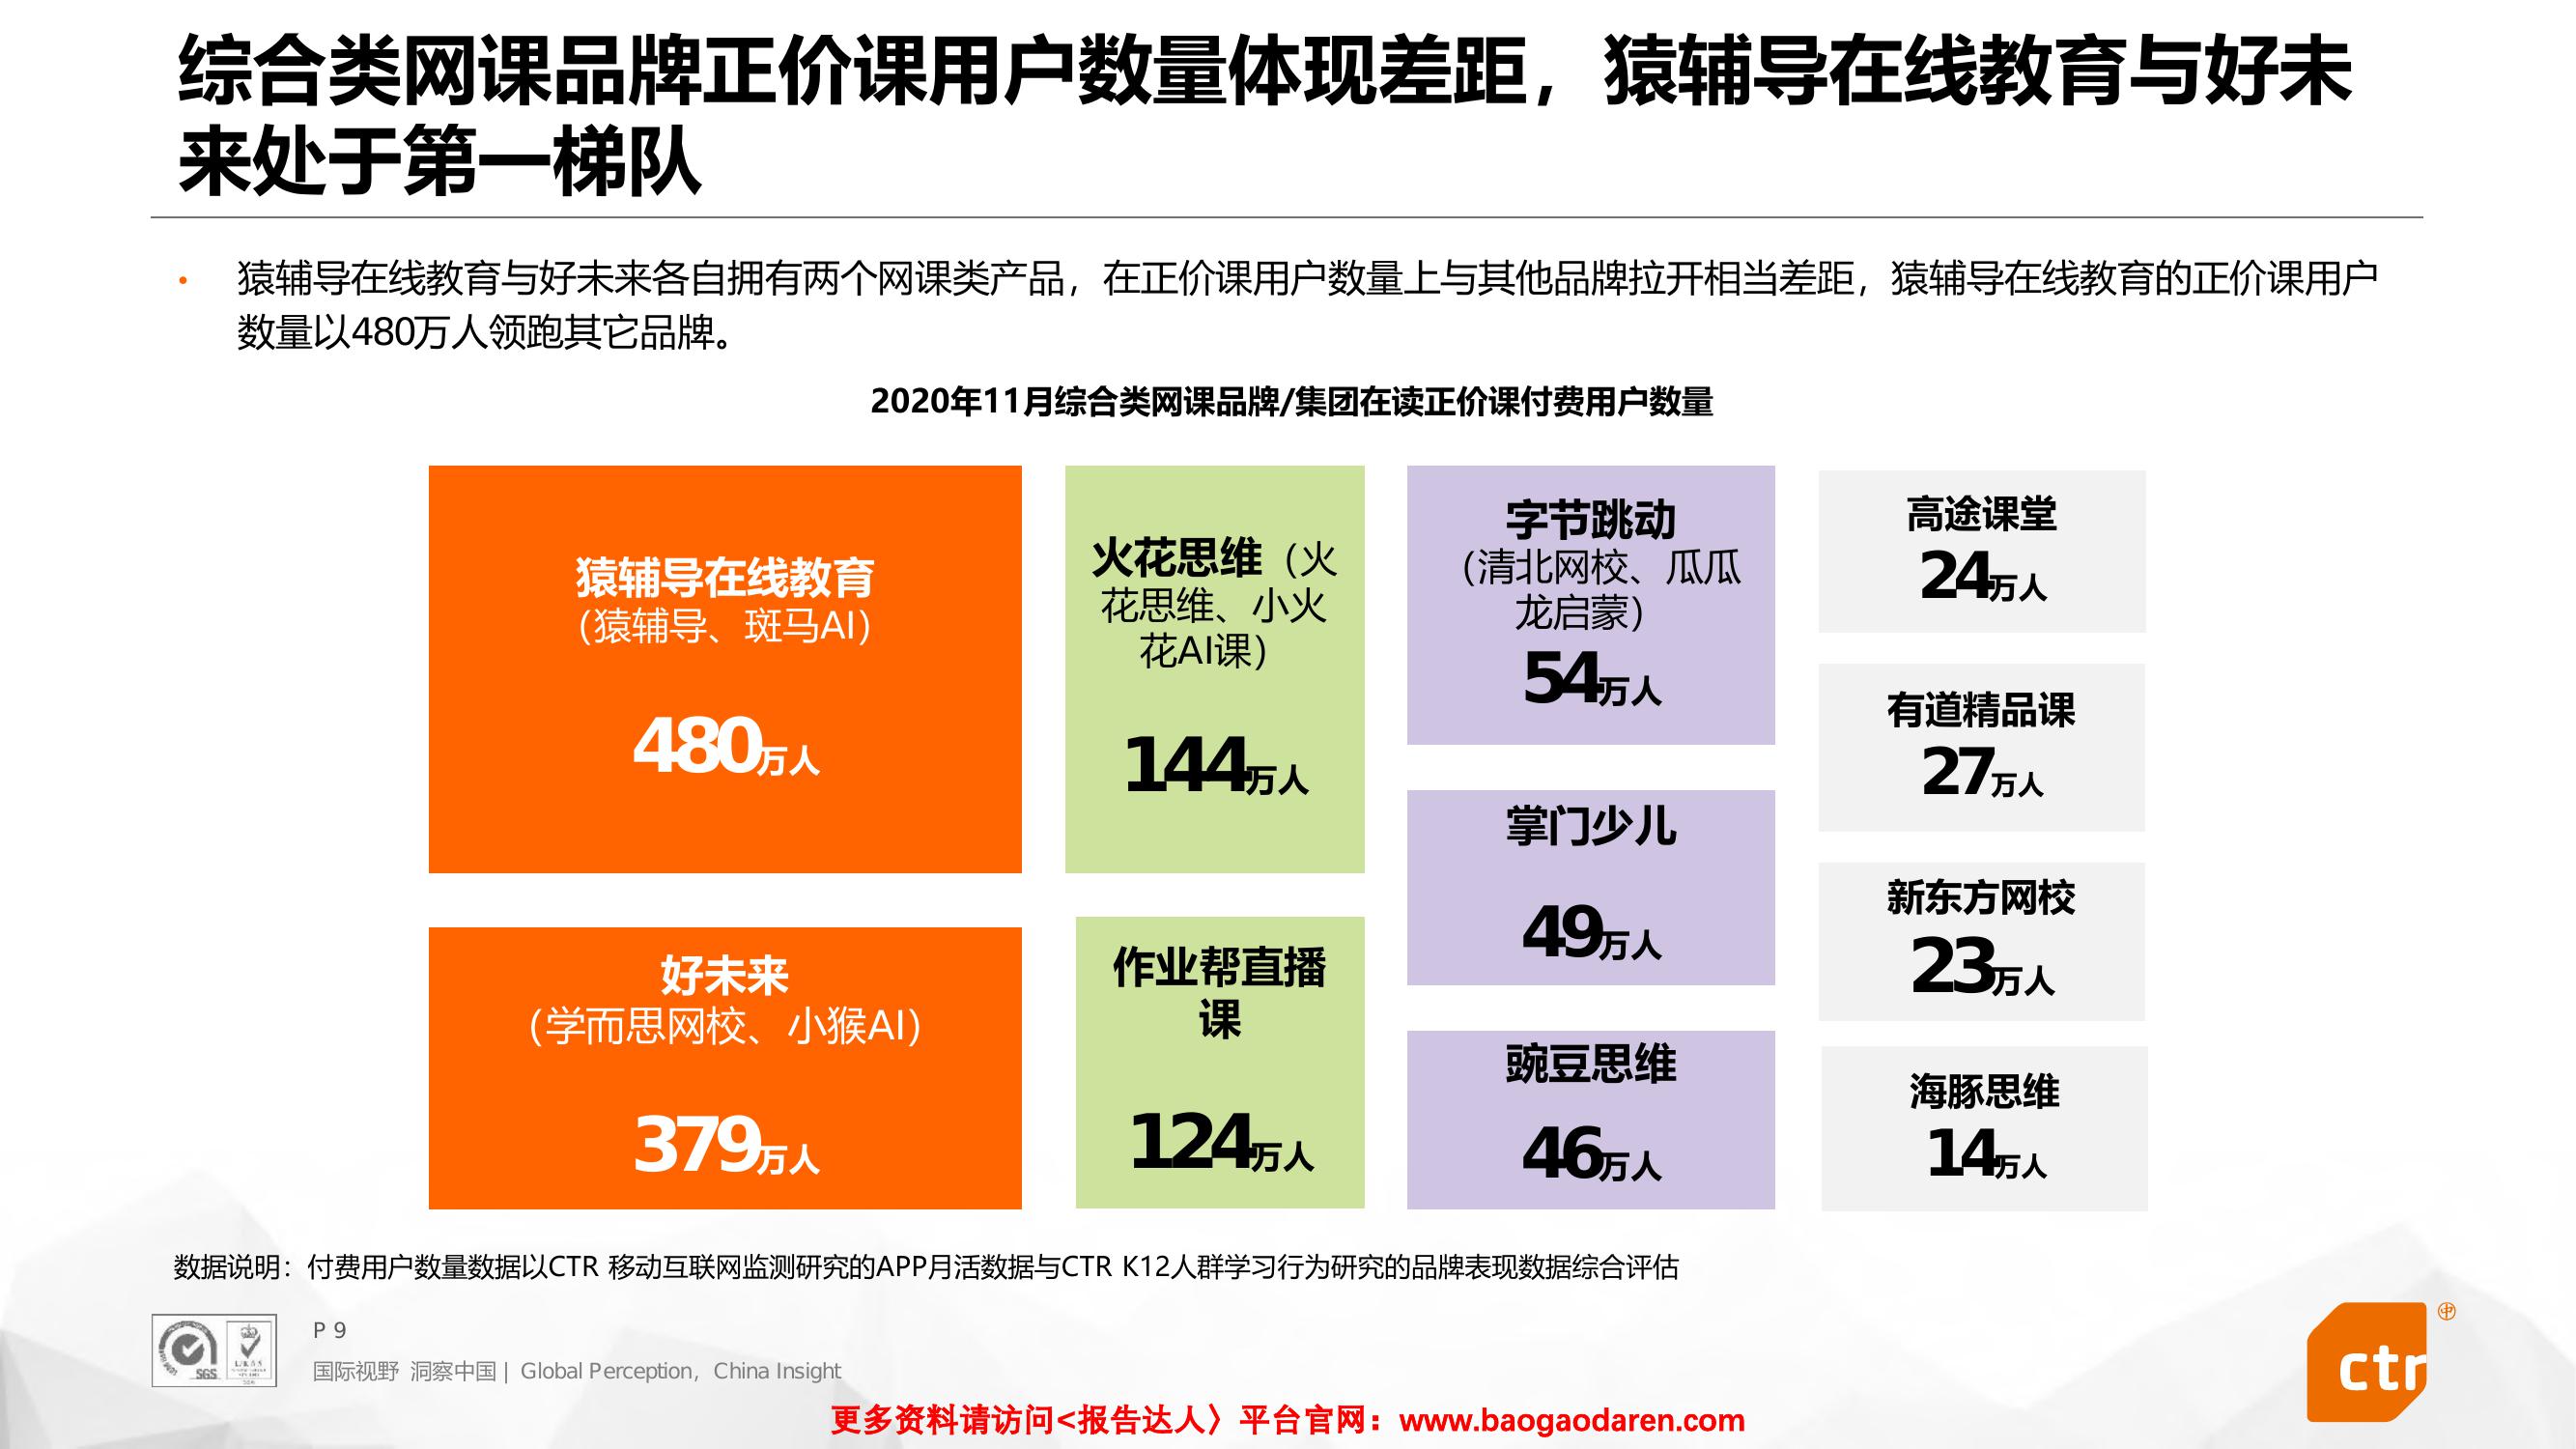 综合类网课品牌正价课用户数量体现差距，猿辅导在线教育与好未
来处于第一梯队
• 猿辅导在线教育与好未来各自拥有两个网课类产品，在正价课用户数量上与其他品牌拉开相当差距，猿辅导在线教育的正价课用户
数量以480万人领跑其它品牌。
2020年11月综合类网课品牌/集团在读正价课付费用户数量
猿辅导在线教育
（猿辅导、斑马AI）
480万人
好未来
（学而思网校、小猴AI）
379万人
火花思维（火
花思维、小火
花AI课）
144万人
作业帮直播
课
124万人
字节跳动
（清北网校、瓜瓜
龙启蒙）
54万人
掌门少儿
49万人
豌豆思维
46万人
高途课堂
24万人
有道精品课
27万人
新东方网校
23万人
海豚思维
14万人
数据说明：付费用户数量数据以CTR 移动互联网监测研究的APP月活数据与CTR K12人群学习行为研究的品牌表现数据综合评估
SGS
P 9
国际视野 洞察中国 | Global Perception, China Insight
ctr
更多资料请访问<报告达人〉平台官网：www.baogaodaren.com